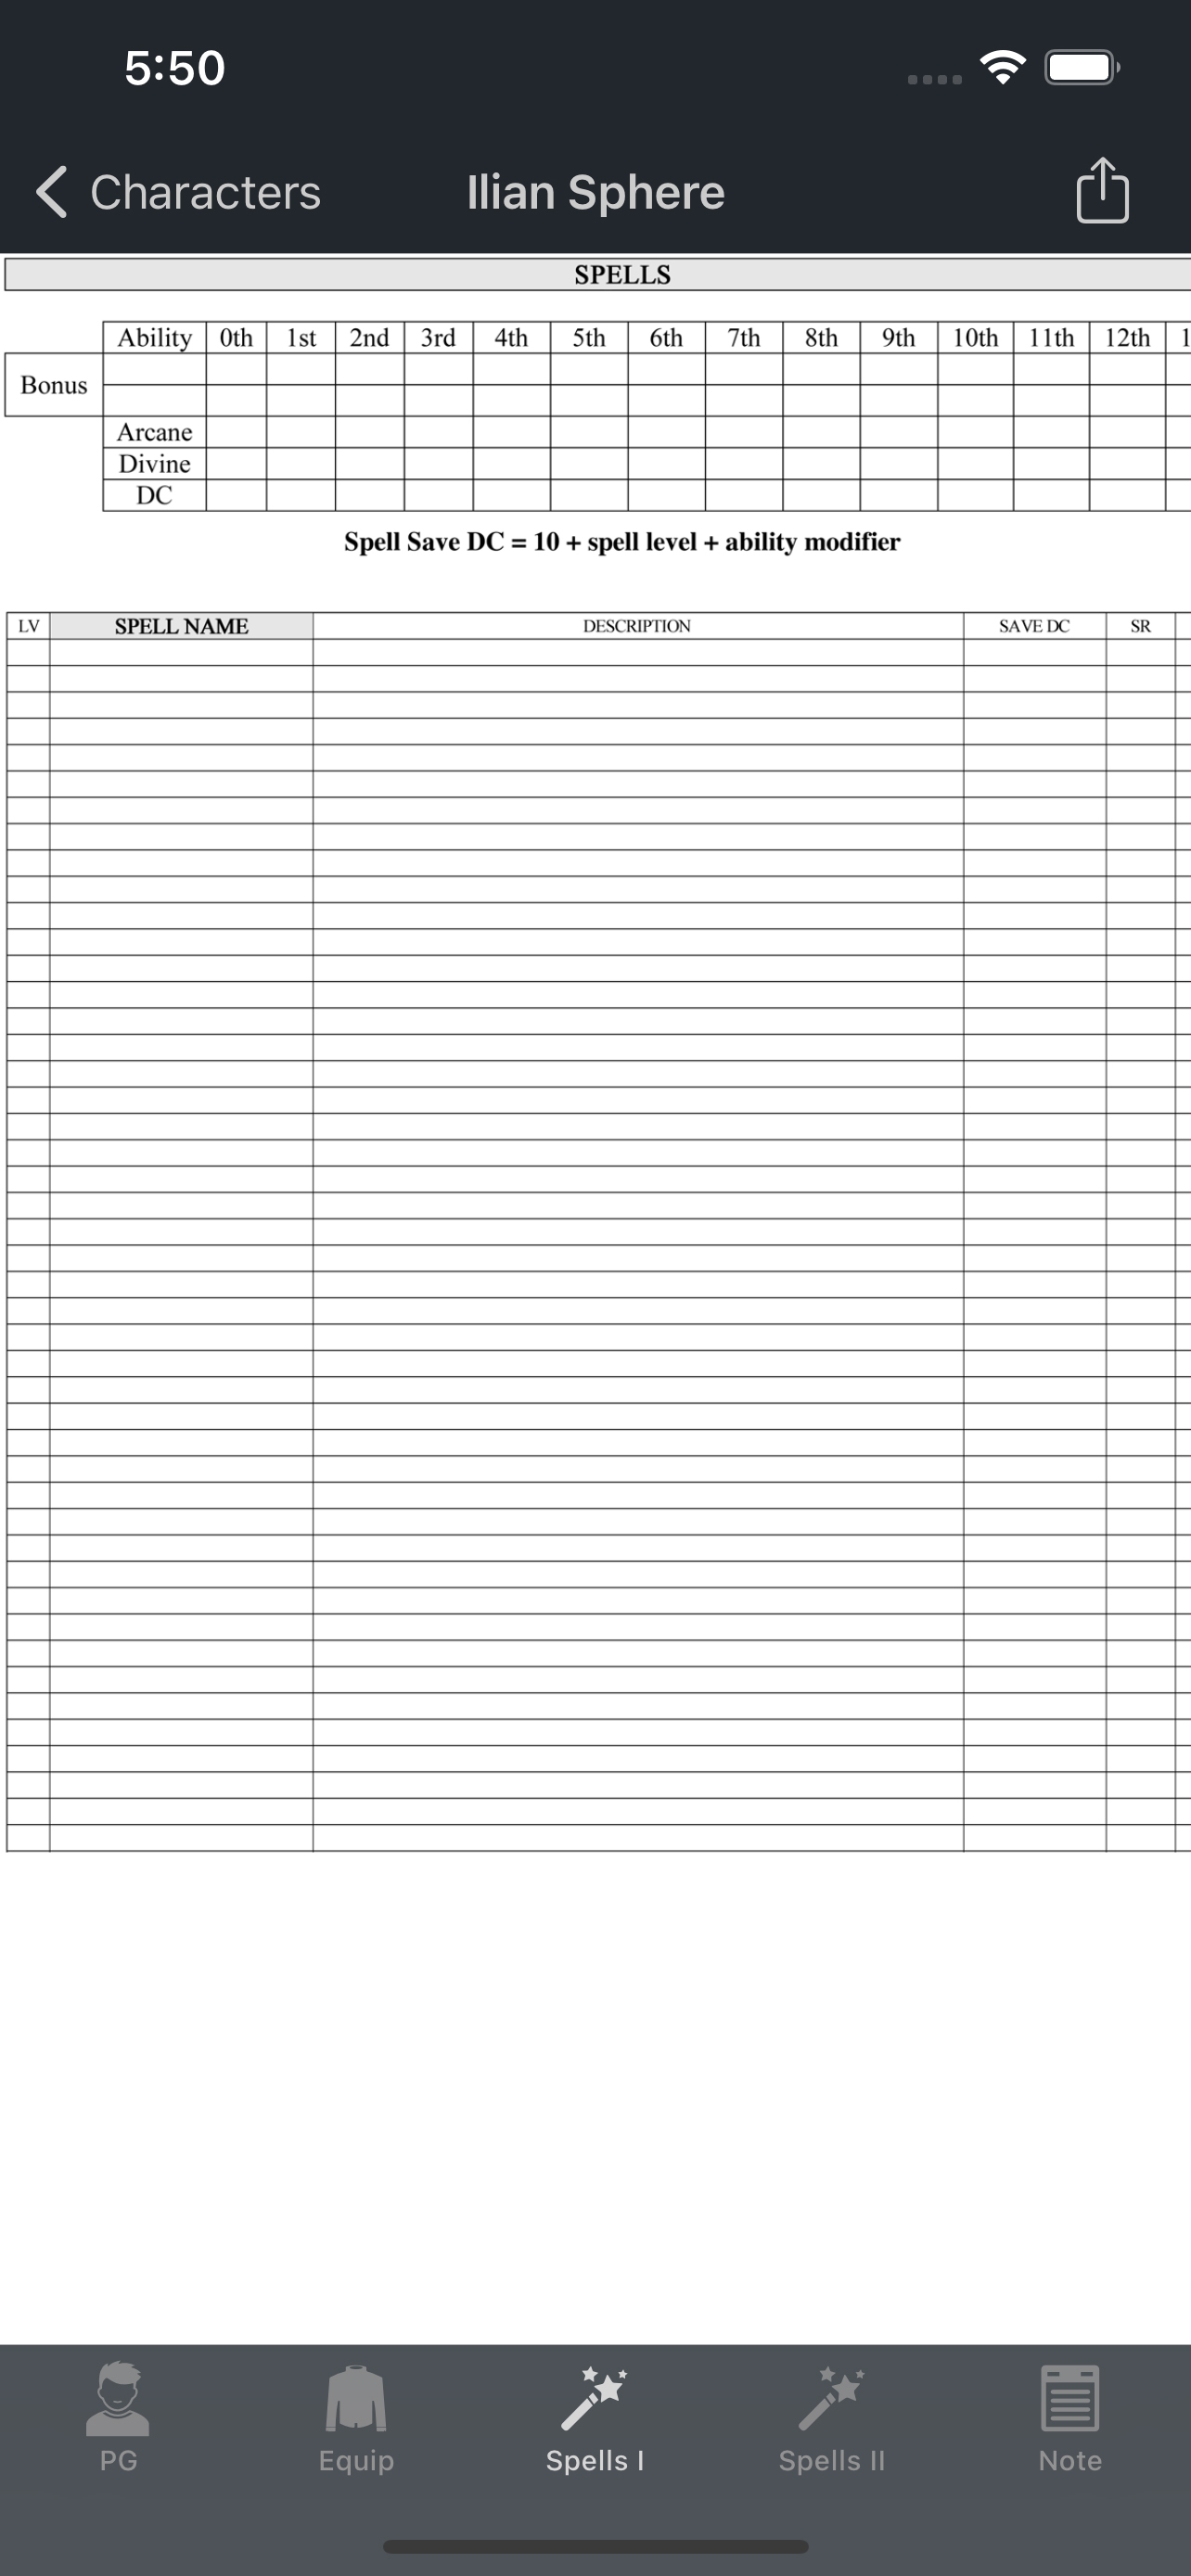 5:50
Characters
Ilian Sphere
SPELLS
Ability 0th 1st 2nd 3rd 4th 5th 6th 7th 8th 9th 10th 11th 12th 1
Bonus
Arcane
Divine
DC
Spell Save DC = 10 + spell level + ability modifier
LV SPELL NAME DESCRIPTION SAVE DC SR
PG Equip Spells I Spells II Note